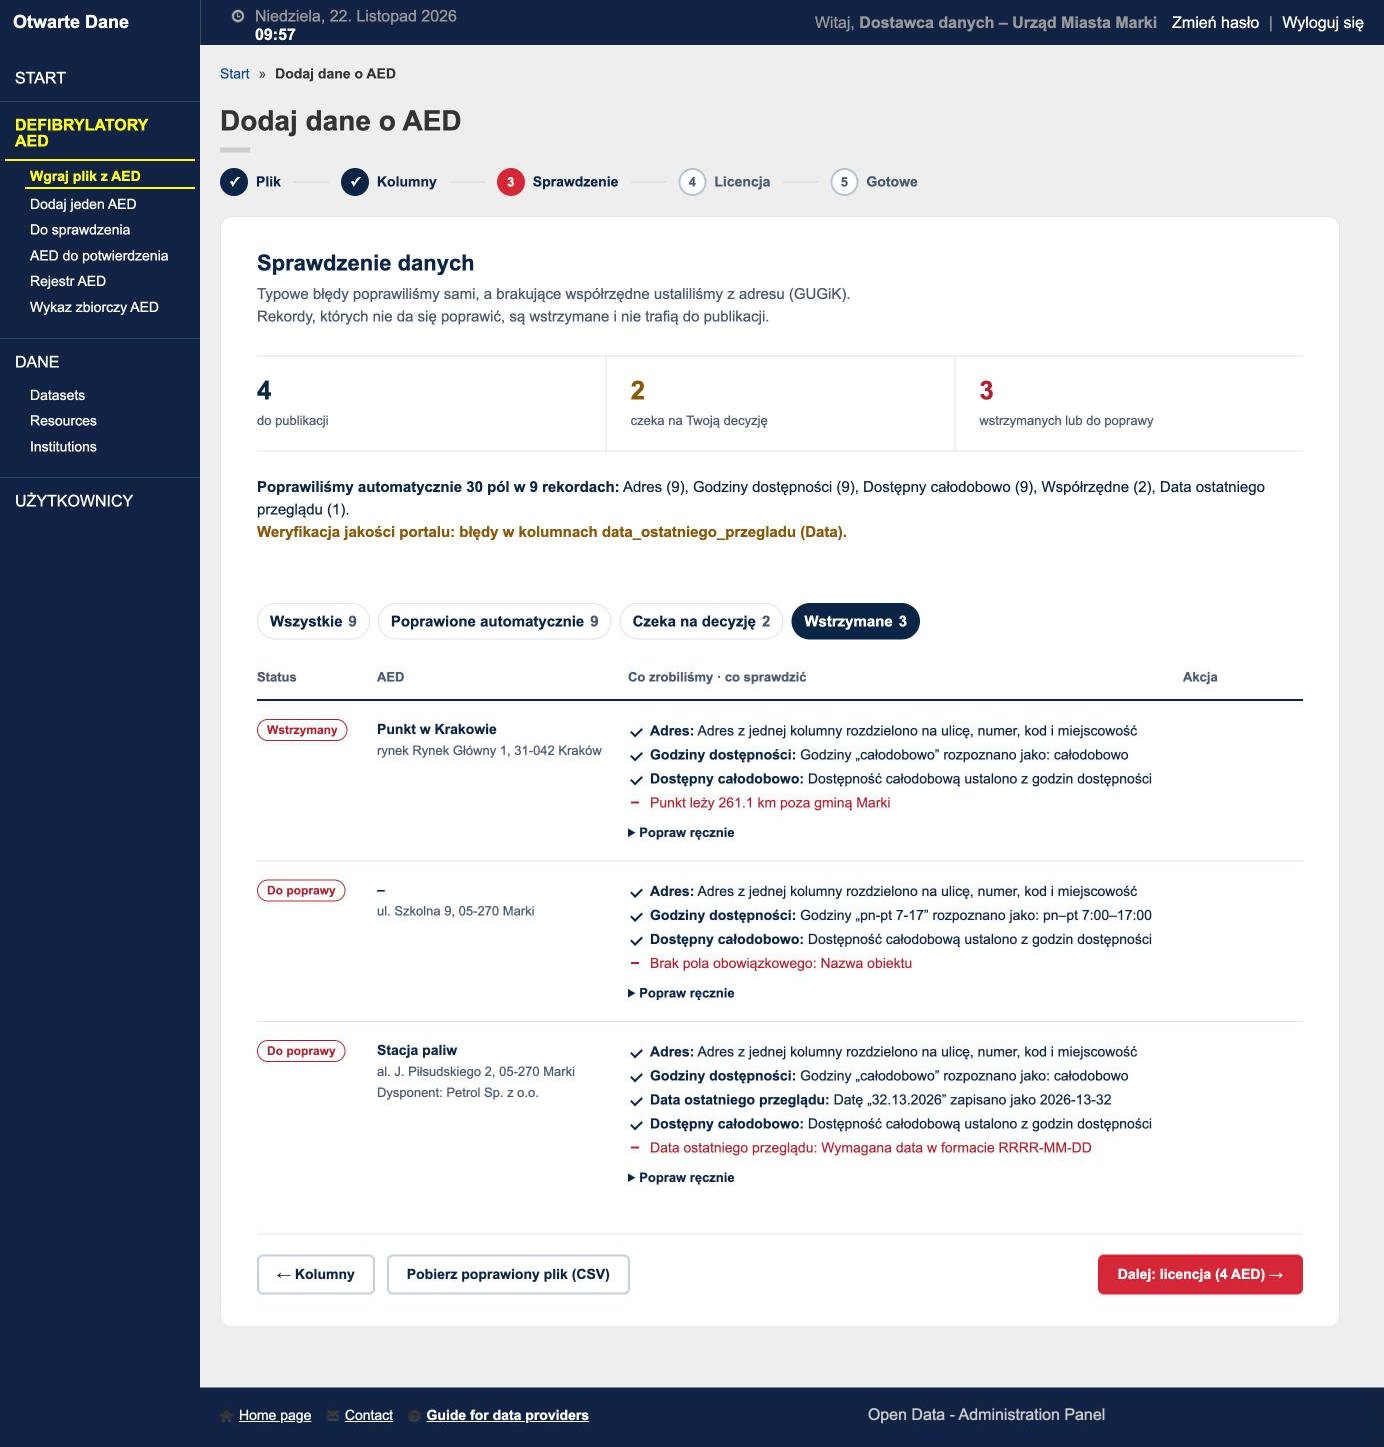 Otwarte Dane
Niedziela, 22. Listopad 2026
09:57
Witaj, Dostawca danych – Urząd Miasta Marki Zmień hasło | Wyloguj się
START
DEFIBRYLATORY AED
Wgraj plik z AED
Dodaj jeden AED
Do sprawdzenia
AED do potwierdzenia
Rejestr AED
Wykaz zbiorczy AED
DANE
Datasets
Resources
Institutions
UŻYTKOWNICY
Start » Dodaj dane o AED
Dodaj dane o AED
✓ Plik ✓ Kolumny 3 Sprawdzenie 4 Licencja 5 Gotowe
Sprawdzenie danych
Typowe błędy poprawiliśmy sami, a brakujące współrzędne ustaliliśmy z adresu (GUGiK).
Rekordy, których nie da się poprawić, są wstrzymane i nie trafią do publikacji.
4
do publikacji
2
czeka na Twoją decyzję
3
wstrzymanych lub do poprawy
Poprawiliśmy automatycznie 30 pól w 9 rekordach: Adres (9), Godziny dostępności (9), Dostępny całodobowo (9), Współrzędne (2), Data ostatniego
przeglądu (1).
Weryfikacja jakości portalu: błędy w kolumnach data_ostatniego_przegladu (Data).
Wszystkie 9 Poprawione automatycznie 9 Czeka na decyzję 2 Wstrzymane 3
Status AED Co zrobiliśmy · co sprawdzić Akcja
Wstrzymany
Punkt w Krakowie
rynek Rynek Główny 1, 31-042 Kraków
✓ Adres: Adres z jednej kolumny rozdzielono na ulicę, numer, kod i miejscowość
✓ Godziny dostępności: Godziny „całodobowo” rozpoznano jako: całodobowo
✓ Dostępny całodobowo: Dostępność całodobową ustalono z godzin dostępności
– Punkt leży 261.1 km poza gminą Marki
▶ Popraw ręcznie
Do poprawy
–
ul. Szkolna 9, 05-270 Marki
✓ Adres: Adres z jednej kolumny rozdzielono na ulicę, numer, kod i miejscowość
✓ Godziny dostępności: Godziny „pn-pt 7-17” rozpoznano jako: pn–pt 7:00–17:00
✓ Dostępny całodobowo: Dostępność całodobową ustalono z godzin dostępności
– Brak pola obowiązkowego: Nazwa obiektu
▶ Popraw ręcznie
Do poprawy
Stacja paliw
al. J. Piłsudskiego 2, 05-270 Marki
Dysponent: Petrol Sp. z o.o.
✓ Adres: Adres z jednej kolumny rozdzielono na ulicę, numer, kod i miejscowość
✓ Godziny dostępności: Godziny „całodobowo” rozpoznano jako: całodobowo
✓ Data ostatniego przeglądu: Datę „32.13.2026” zapisano jako 2026-13-32
✓ Dostępny całodobowo: Dostępność całodobową ustalono z godzin dostępności
– Data ostatniego przeglądu: Wymagana data w formacie RRRR-MM-DD
▶ Popraw ręcznie
← Kolumny Pobierz poprawiony plik (CSV) Dalej: licencja (4 AED) →
Home page Contact Guide for data providers Open Data - Administration Panel